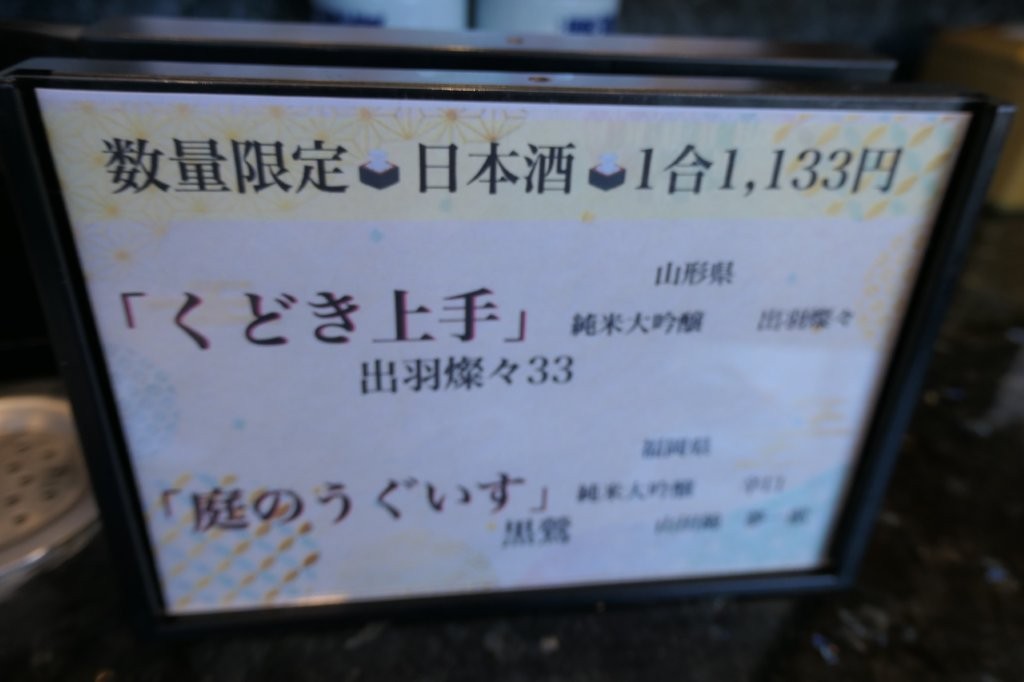 数量限定 日本酒 1合1,133円
山形県
「くどき上手」 純米大吟醸 出羽燦々
出羽燦々33
福岡県
「庭のうぐいす」 純米大吟醸 辛口
黒鶯